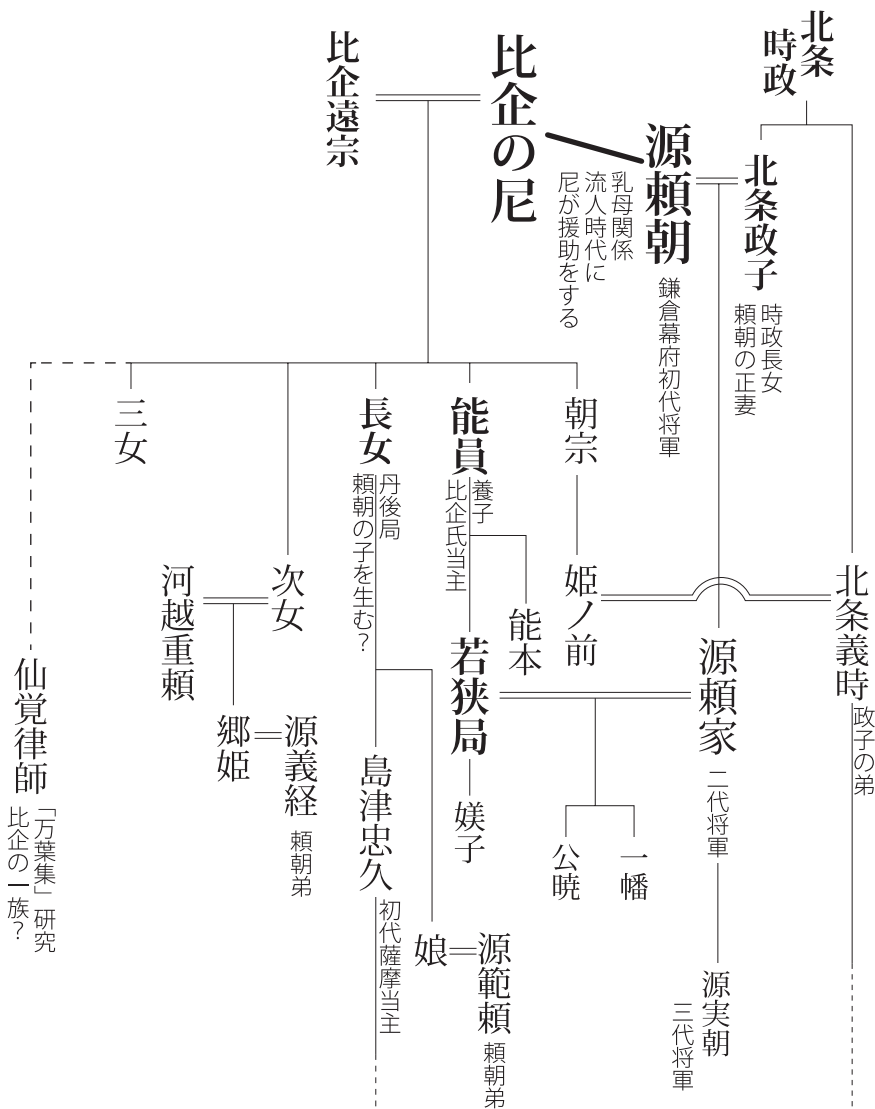 北条
時政
北条政子
時政長女
頼朝の正妻
源頼朝
鎌倉幕府初代将軍
乳母関係
流人時代に
尼が援助をする
比企の尼
比企遠宗
朝宗
能員
養子
比企氏当主
長女
丹後局
頼朝の子を生む？
三女
北条義時
政子の弟
姫ノ前
能本
次女
河越重頼
源頼家
二代将軍
若狭局
島津忠久
初代薩摩当主
源義経
頼朝弟
郷姫
仙覚律師
「万葉集」研究
比企の一族？
媄子
一幡
公暁
源実朝
三代将軍
源範頼
頼朝弟
娘